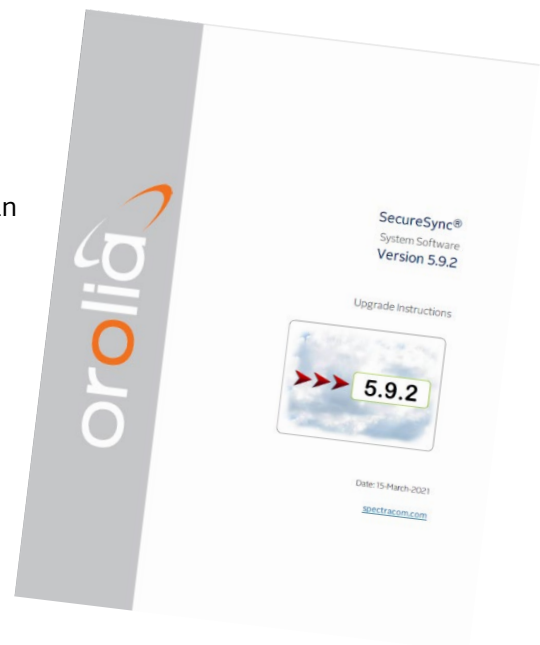 orolia
SecureSync®
System Software
Version 5.9.2
Upgrade Instructions
5.9.2
Date: 15-March-2021
spectracom.com